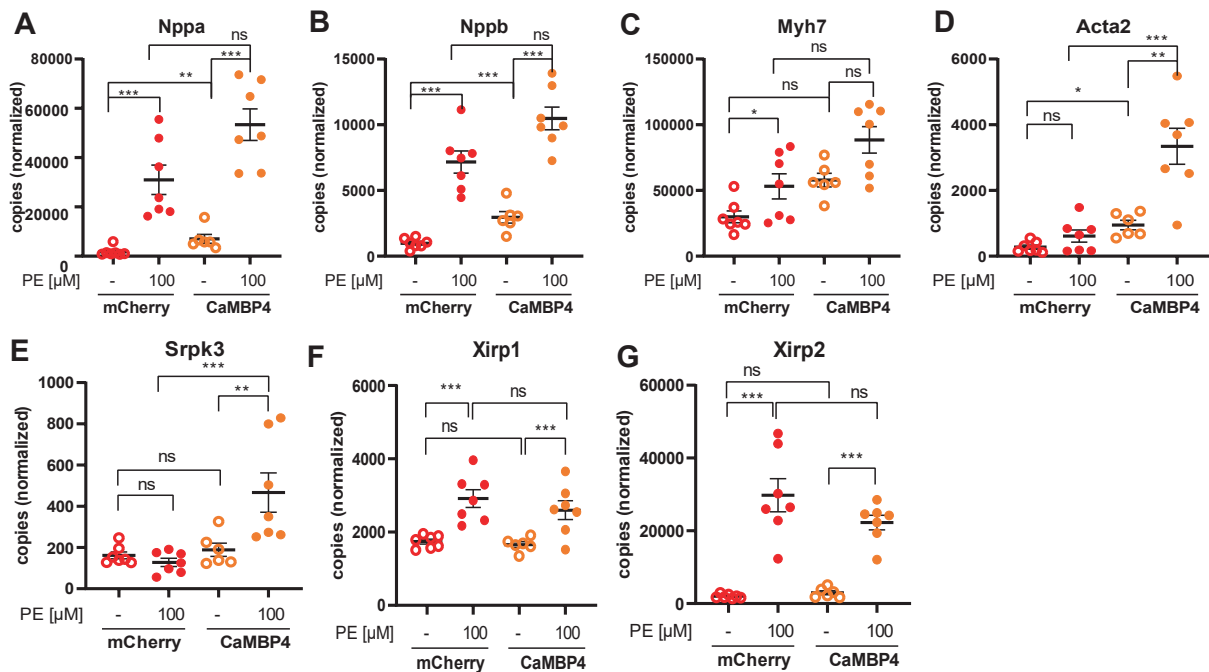 A
Nppa
copies (normalized)
80000
60000
40000
20000
0
ns
***
**
***
PE [µM]
- 100 - 100
mCherry CaMBP4
B
Nppb
copies (normalized)
15000
10000
5000
0
ns
***
***
***
PE [µM]
- 100 - 100
mCherry CaMBP4
C
Myh7
copies (normalized)
150000
100000
50000
0
ns
ns
ns
*
PE [µM]
- 100 - 100
mCherry CaMBP4
D
Acta2
copies (normalized)
6000
4000
2000
0
***
**
*
ns
PE [µM]
- 100 - 100
mCherry CaMBP4
E
Srpk3
copies (normalized)
1000
800
600
400
200
0
***
**
ns
ns
PE [µM]
- 100 - 100
mCherry CaMBP4
F
Xirp1
copies (normalized)
6000
4000
2000
0
*** ns
ns ***
PE [µM]
- 100 - 100
mCherry CaMBP4
G
Xirp2
copies (normalized)
60000
40000
20000
0
ns
*** ns
***
PE [µM]
- 100 - 100
mCherry CaMBP4